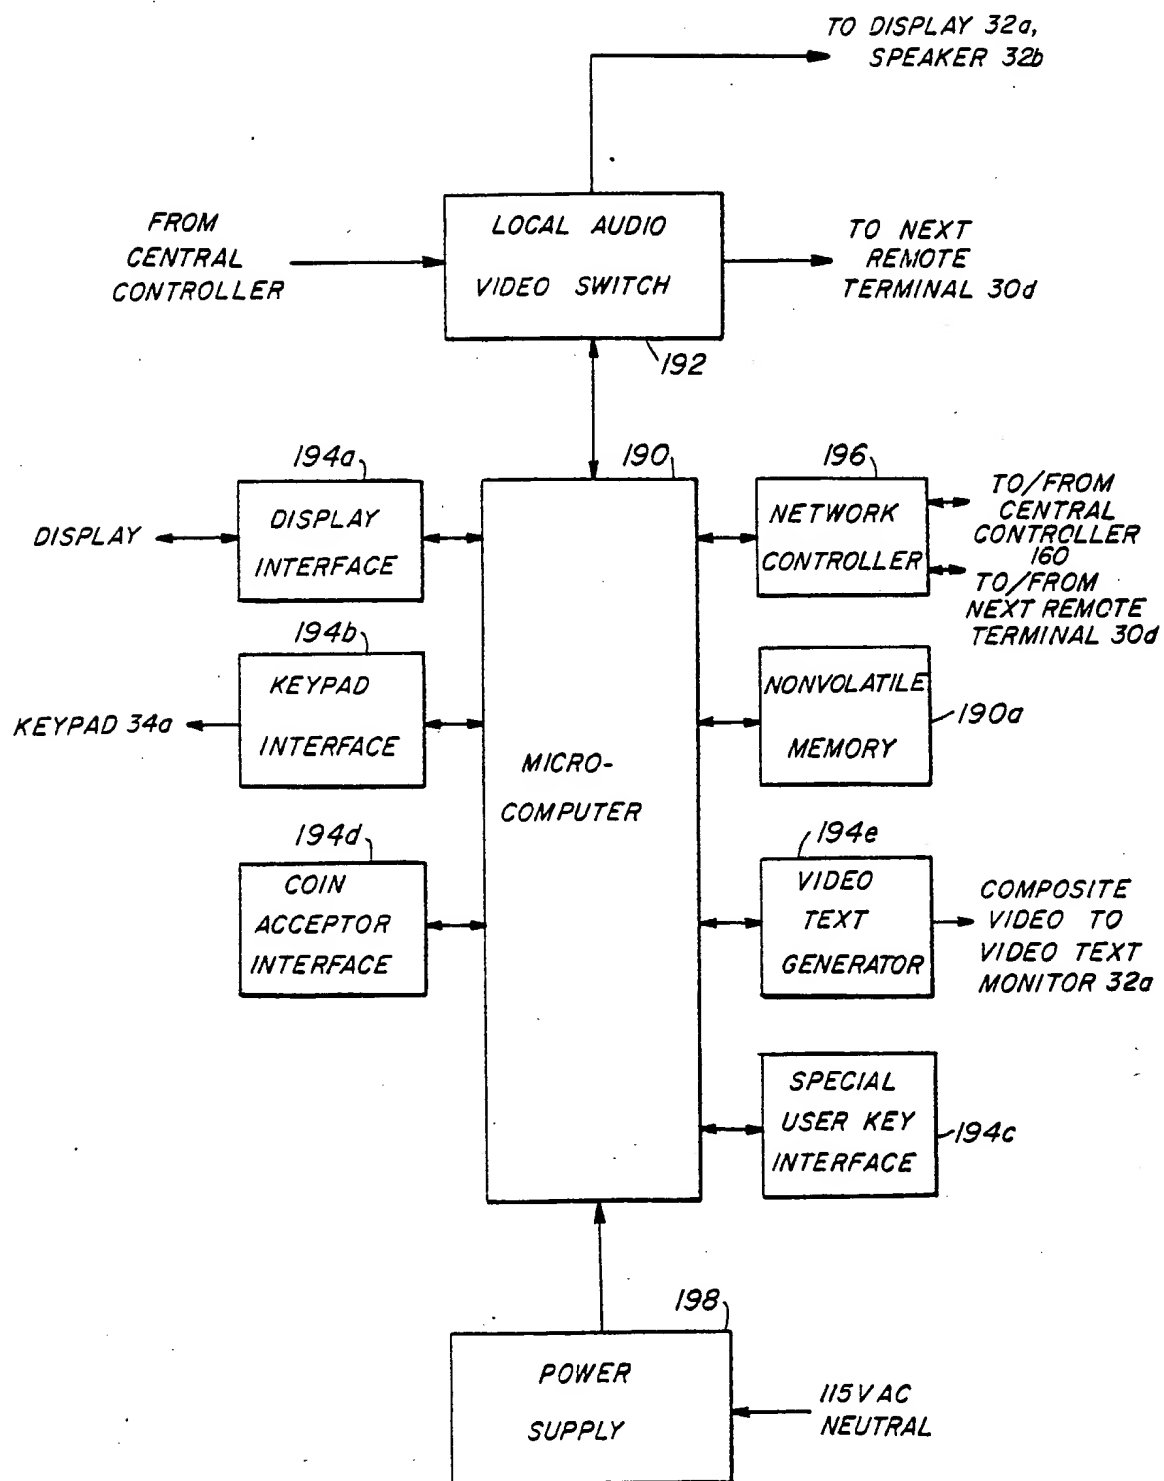 TO DISPLAY 32a,
SPEAKER 32b
FROM
CENTRAL
CONTROLLER
LOCAL AUDIO
VIDEO SWITCH
TO NEXT
REMOTE
TERMINAL 30d
192
194a
190
196
DISPLAY
DISPLAY
INTERFACE
NETWORK
CONTROLLER
TO/FROM
CENTRAL
CONTROLLER
160
TO/FROM
NEXT REMOTE
TERMINAL 30d
194b
KEYPAD 34a
KEYPAD
INTERFACE
MICRO-
COMPUTER
NONVOLATILE
MEMORY
190a
194d
COIN
ACCEPTOR
INTERFACE
194e
VIDEO
TEXT
GENERATOR
COMPOSITE
VIDEO TO
VIDEO TEXT
MONITOR 32a
SPECIAL
USER KEY
INTERFACE
194c
198
POWER
SUPPLY
115VAC
NEUTRAL